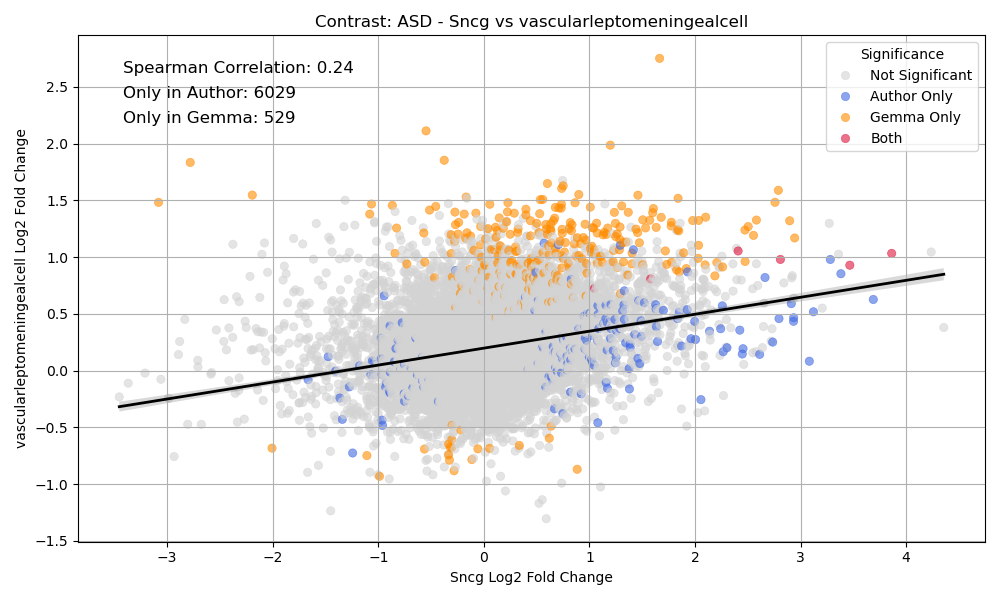 Contrast: ASD - Sncg vs vascularleptomeningealcell
Spearman Correlation: 0.24
Only in Author: 6029
Only in Gemma: 529
Significance
Not Significant
Author Only
Gemma Only
Both
vascularleptomeningealcell Log2 Fold Change
2.5
2.0
1.5
1.0
0.5
0.0
−0.5
−1.0
−1.5
−3
−2
−1
0
1
2
3
4
Sncg Log2 Fold Change